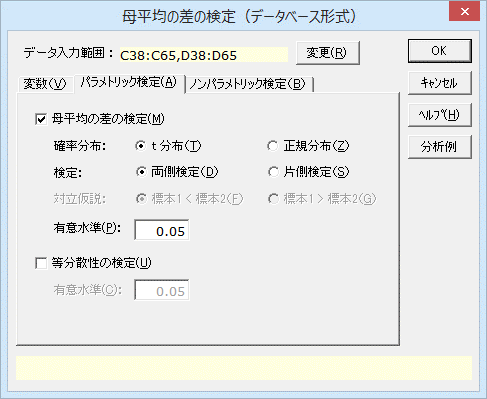 母平均の差の検定（データベース形式）
データ入力範囲： C38:C65,D38:D65 変更(R) OK
変数(V) パラメトリック検定(A) ノンパラメトリック検定(B) キャンセル
母平均の差の検定(M) ヘルプ(H)
確率分布: t 分布(T) 正規分布(Z) 分析例
検定: 両側検定(D) 片側検定(S)
対立仮説: 標本1 < 標本2(F) 標本1 > 標本2(G)
有意水準(P): 0.05
等分散性の検定(U)
有意水準(C): 0.05